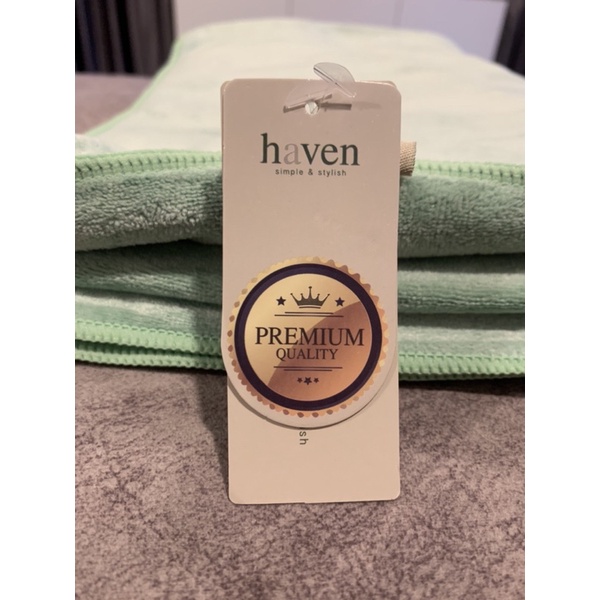 haven
simple & stylish
PREMIUM
QUALITY